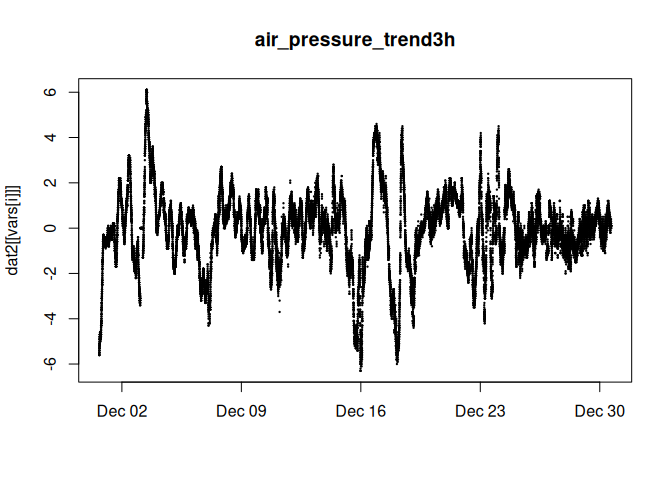 air_pressure_trend3h
dat2[[vars[i]]]
6
4
2
0
-2
-4
-6
Dec 02
Dec 09
Dec 16
Dec 23
Dec 30